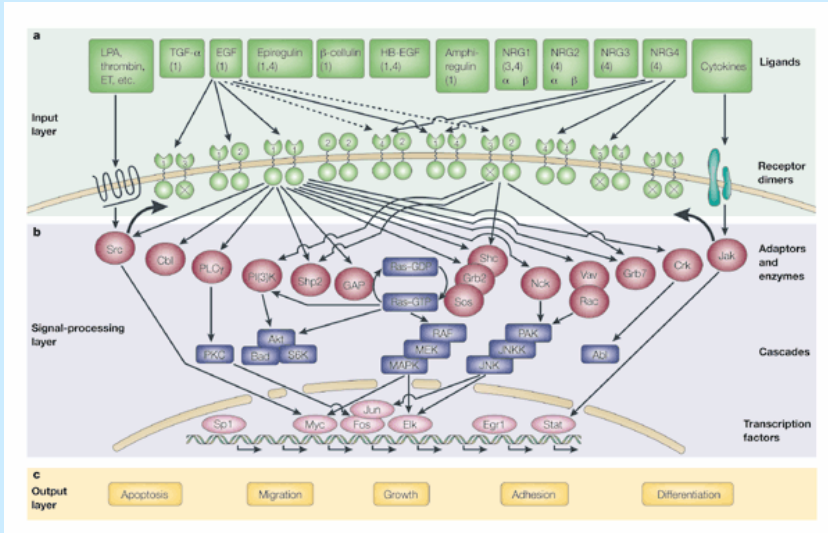 a
LPA,
thrombin,
ET, etc.
TGF-α
(1)
EGF
(1)
Epiregulin
(1,4)
β-cellulin
(1)
HB-EGF
(1,4)
Amphi-
regulin
(1)
NRG1
(3,4)
α β
NRG2
(4)
α β
NRG3
(4)
NRG4
(4)
Cytokines
Ligands
Input
layer
Receptor
dimers
b
Src
Cbl
PLCγ
PI(3)K
Shp2
GAP
Ras-GDP
Ras-GTP
Shc
Grb2
Sos
Nck
Vav
Rac
Grb7
Crk
Jak
Adaptors
and
enzymes
Signal-processing
layer
PKC
Akt
Bad
S6K
RAF
MEK
MAPK
PAK
JNKK
JNK
Abl
Cascades
Sp1
Myc
Jun
Fos
Elk
Egr1
Stat
Transcription
factors
c
Output
layer
Apoptosis
Migration
Growth
Adhesion
Differentiation